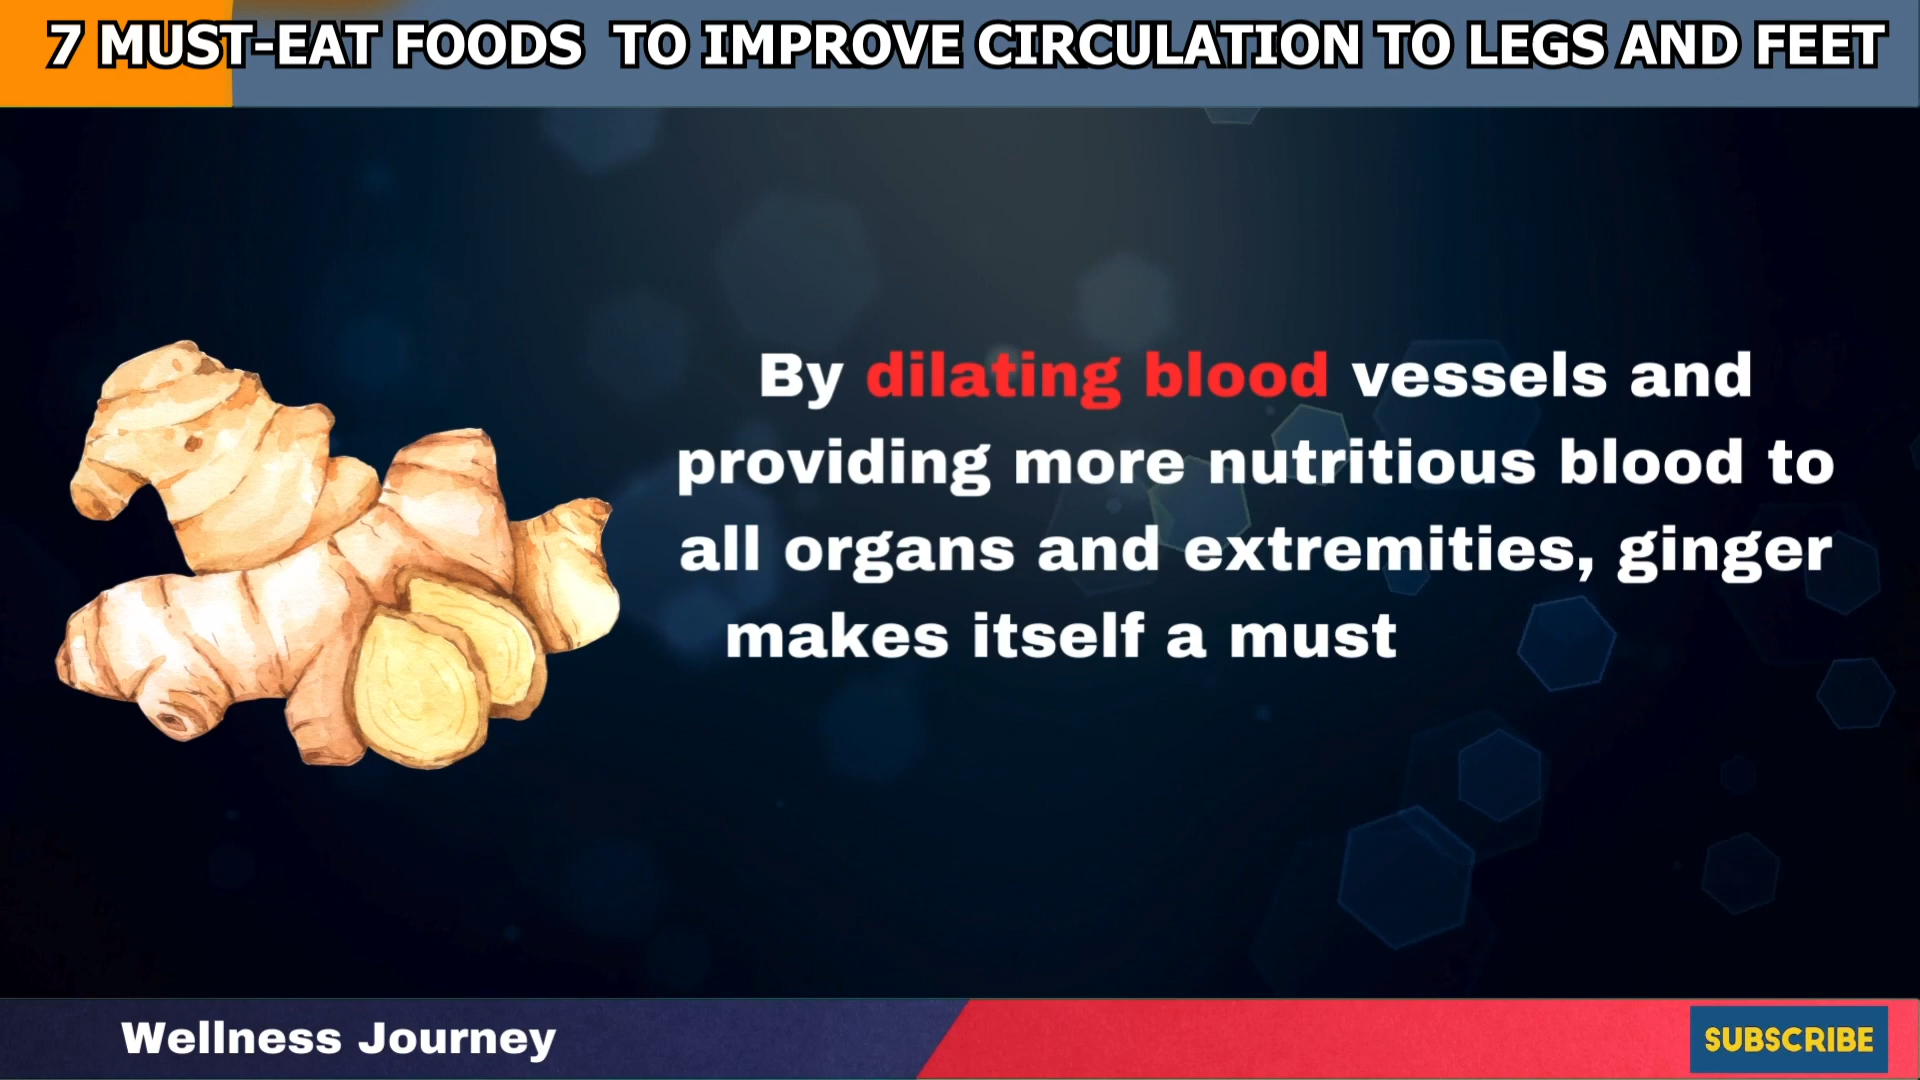 7 MUST-EAT FOODS TO IMPROVE CIRCULATION TO LEGS AND FEET
By dilating blood vessels and
providing more nutritious blood to
all organs and extremities, ginger
makes itself a must
Wellness Journey
SUBSCRIBE